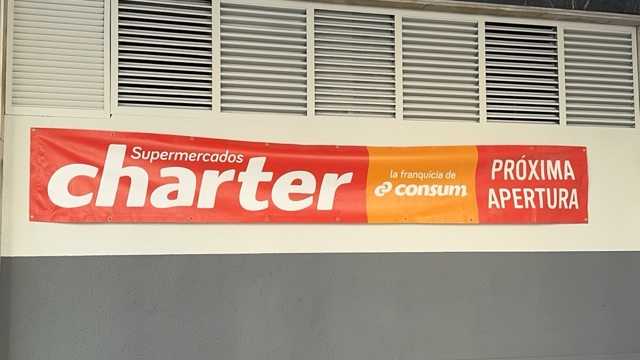 Supermercados
charter
la franquicia de
consum
PRÓXIMA
APERTURA